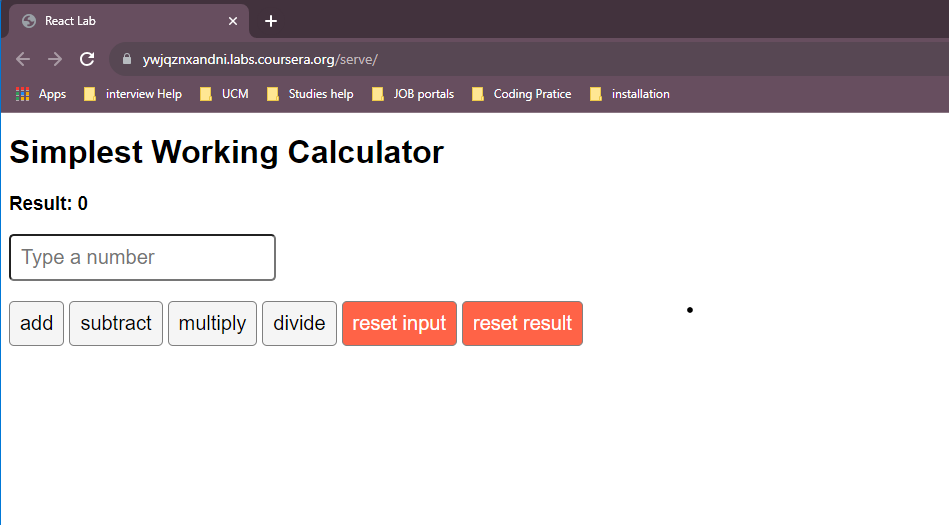 React Lab
ywjqznxandni.labs.coursera.org/serve/
Apps interview Help UCM Studies help JOB portals Coding Pratice installation
Simplest Working Calculator
Result: 0
Type a number
add subtract multiply divide reset input reset result